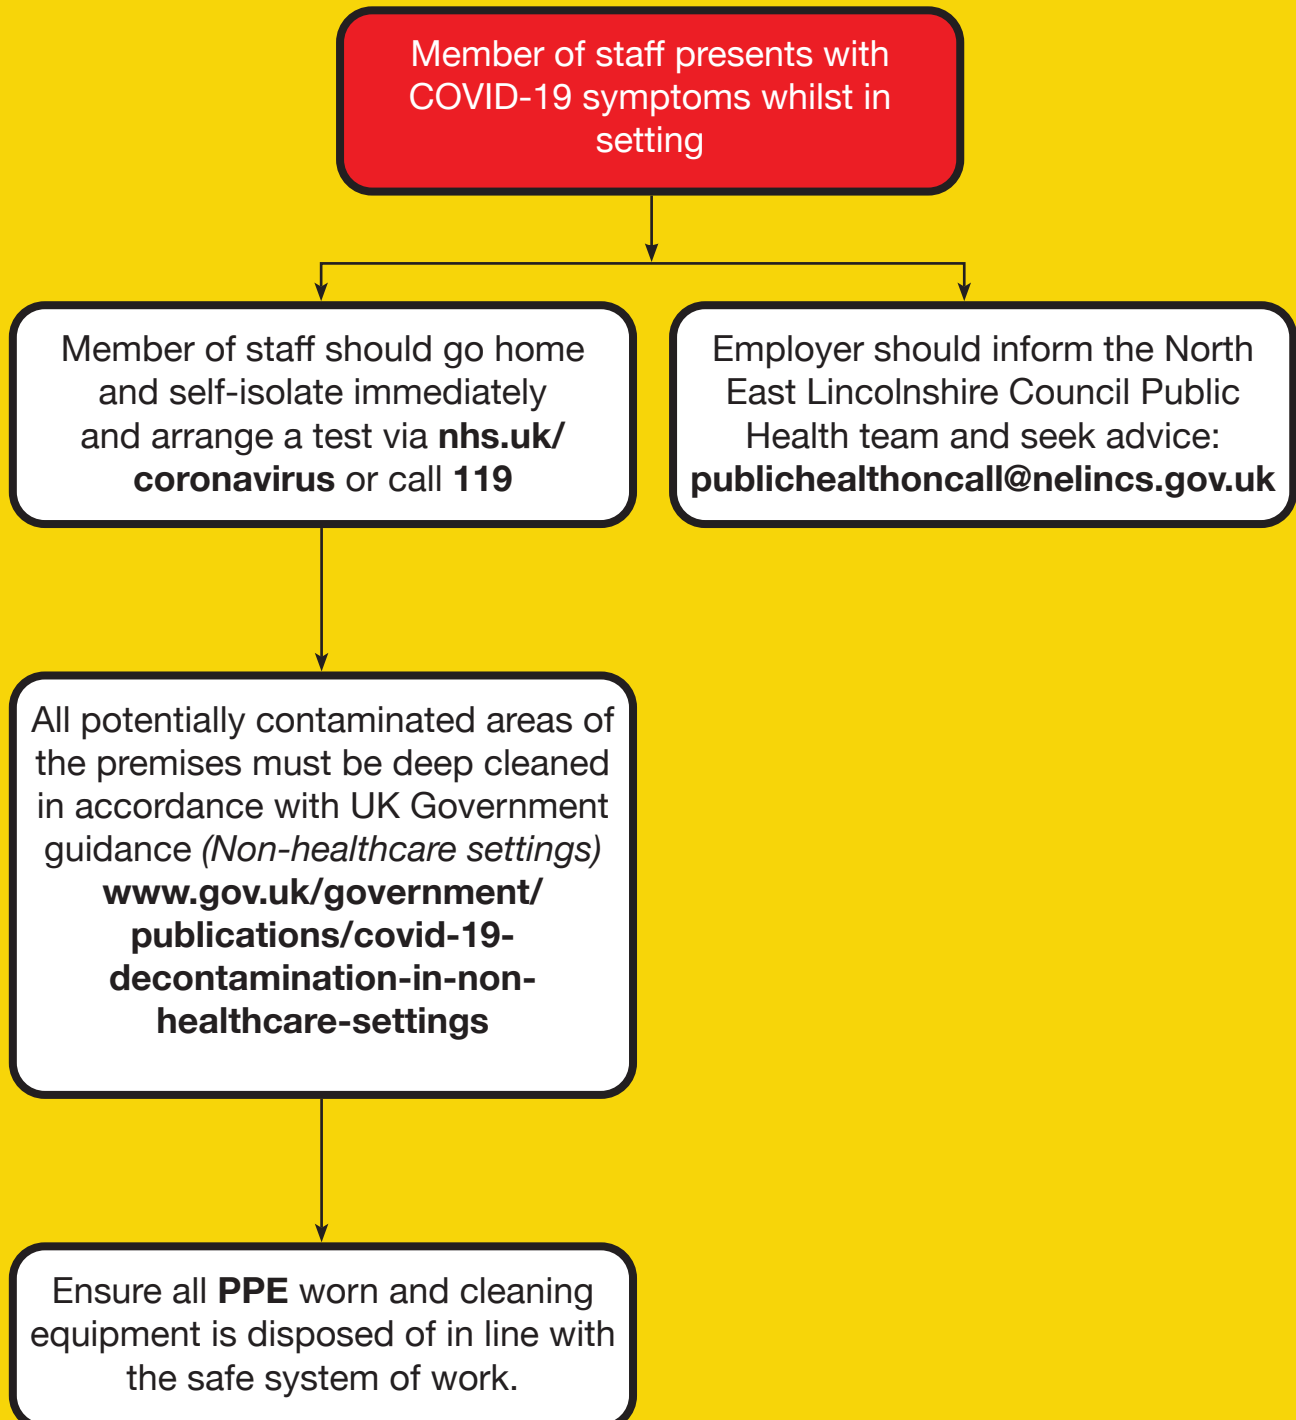 Member of staff presents with
COVID-19 symptoms whilst in
setting
Member of staff should go home
and self-isolate immediately
and arrange a test via nhs.uk/
coronavirus or call 119
Employer should inform the North
East Lincolnshire Council Public
Health team and seek advice:
publichealthoncall@nelincs.gov.uk
All potentially contaminated areas of
the premises must be deep cleaned
in accordance with UK Government
guidance (Non-healthcare settings)
www.gov.uk/government/
publications/covid-19-
decontamination-in-non-
healthcare-settings
Ensure all PPE worn and cleaning
equipment is disposed of in line with
the safe system of work.